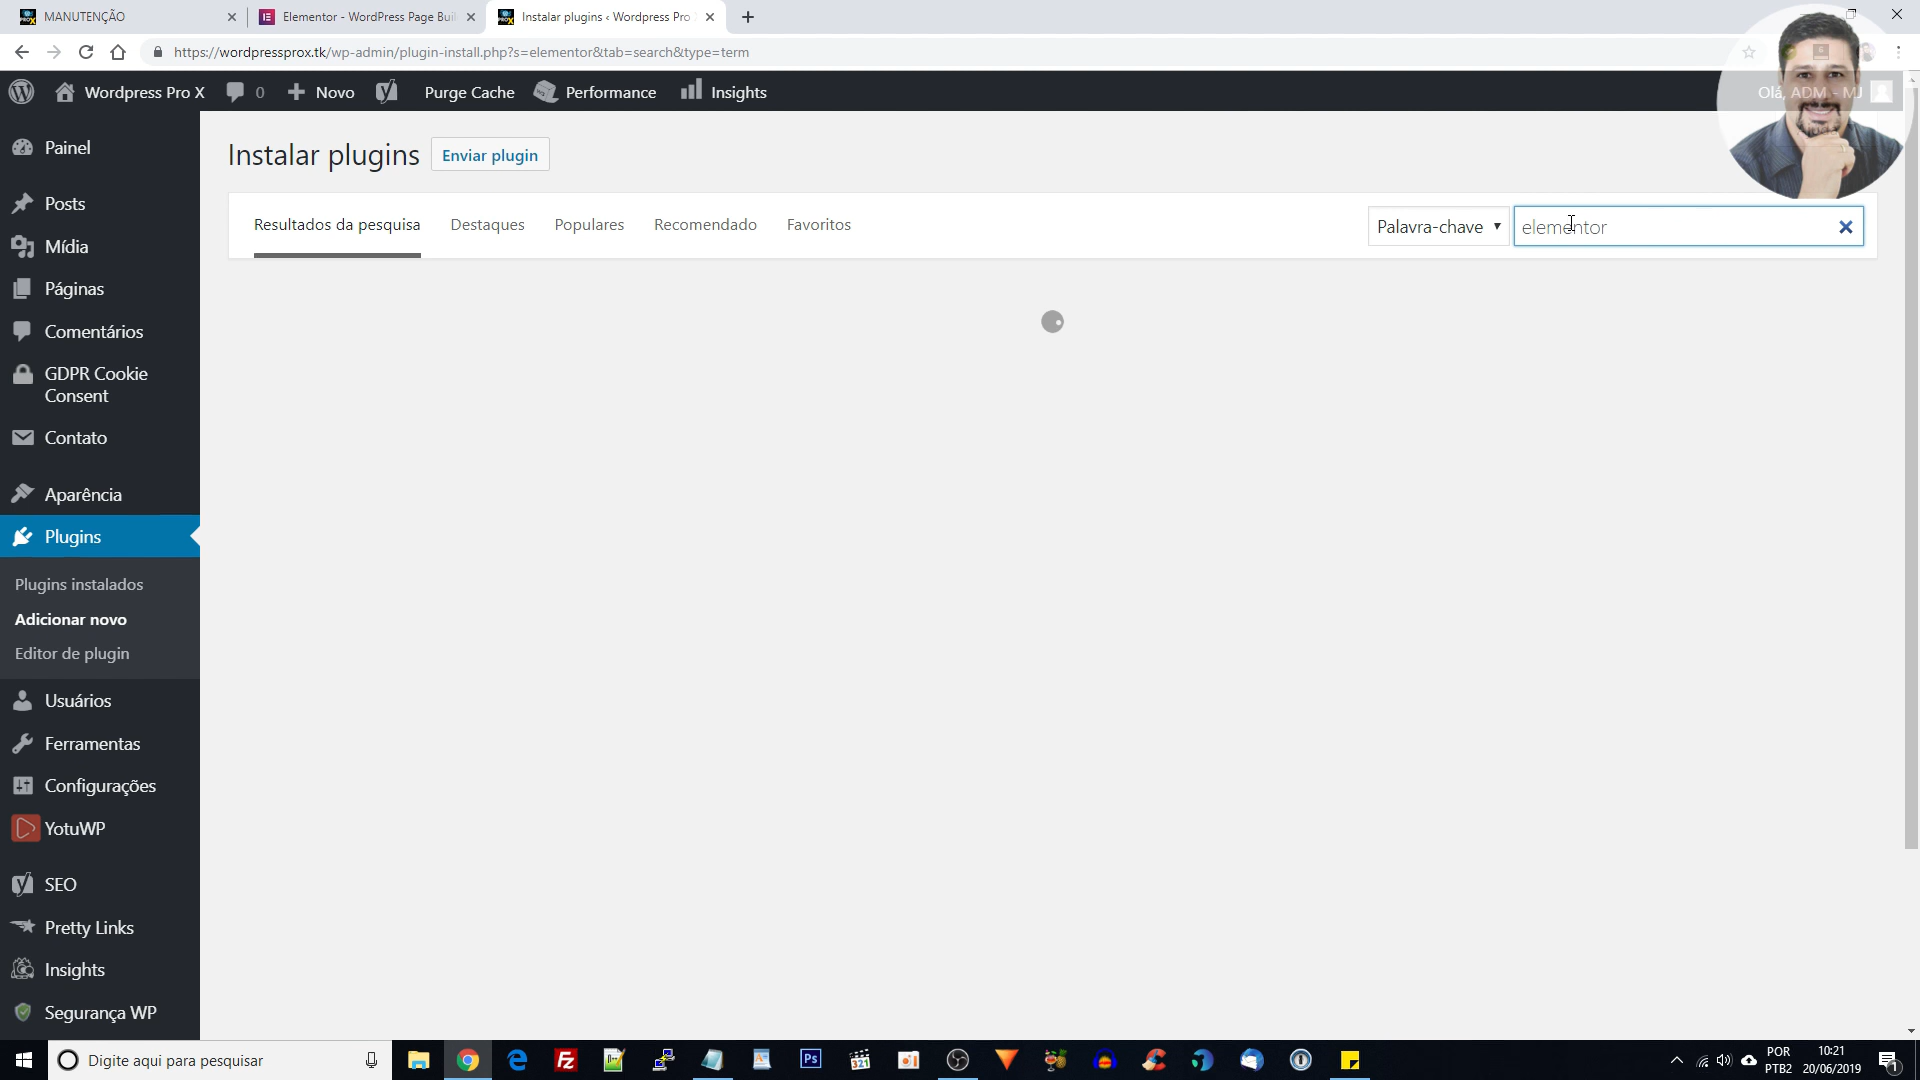 MANUTENÇÃO
Elementor - WordPress Page Buil
Instalar plugins ‹ Wordpress Pro
https://wordpressprox.tk/wp-admin/plugin-install.php?s=elementor&tab=search&type=term
Wordpress Pro X
0
Novo
Purge Cache
Performance
Insights
Olá, ADM - MJ
Painel
Posts
Mídia
Páginas
Comentários
GDPR Cookie
Consent
Contato
Aparência
Plugins
Plugins instalados
Adicionar novo
Editor de plugin
Usuários
Ferramentas
Configurações
YotuWP
SEO
Pretty Links
Insights
Segurança WP
Instalar plugins
Enviar plugin
Resultados da pesquisa
Destaques
Populares
Recomendado
Favoritos
Palavra-chave
elementor
Digite aqui para pesquisar
Ps
321
POR
PTB2
10:21
20/06/2019
1